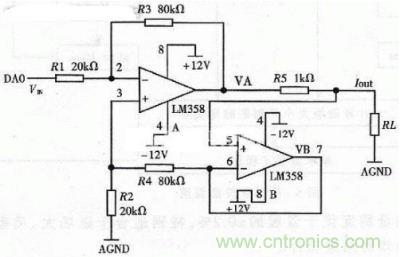 R3 80kΩ
8
+12V
DA0
R1 20kΩ
2
VA
R5 1kΩ
Iout
Vin
3
LM358
4
A
-12V
RL
AGND
5
4
-12V
VB
7
6
LM358
8
B
+12V
R4 80kΩ
R2
20kΩ
AGND
www.cntronics.com